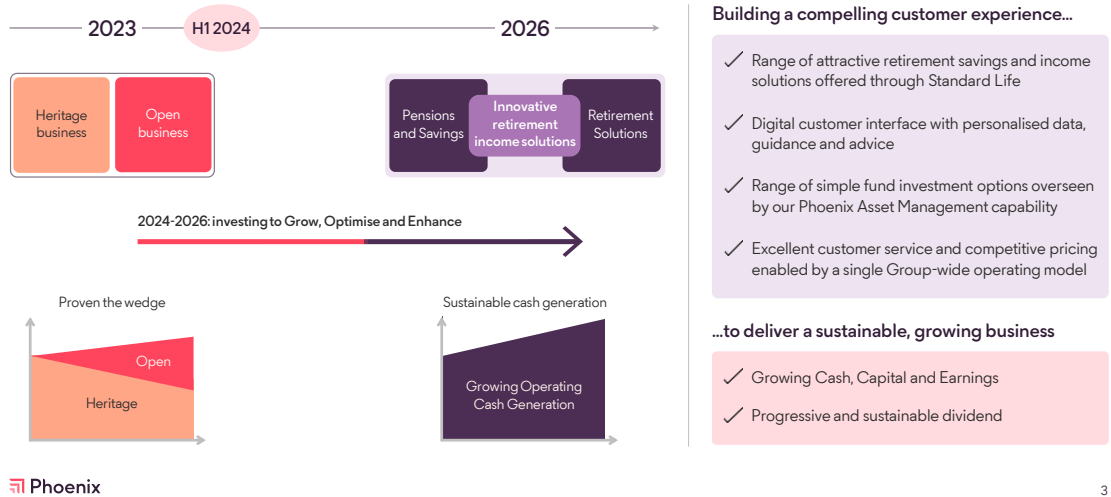 2023
H1 2024
2026
Heritage
business
Open
business
Pensions
and Savings
Innovative
retirement
income solutions
Retirement
Solutions
2024-2026: investing to Grow, Optimise and Enhance
Proven the wedge
Open
Heritage
Sustainable cash generation
Growing Operating
Cash Generation
Building a compelling customer experience...
Range of attractive retirement savings and income
solutions offered through Standard Life
Digital customer interface with personalised data,
guidance and advice
Range of simple fund investment options overseen
by our Phoenix Asset Management capability
Excellent customer service and competitive pricing
enabled by a single Group-wide operating model
...to deliver a sustainable, growing business
Growing Cash, Capital and Earnings
Progressive and sustainable dividend
Phoenix
3